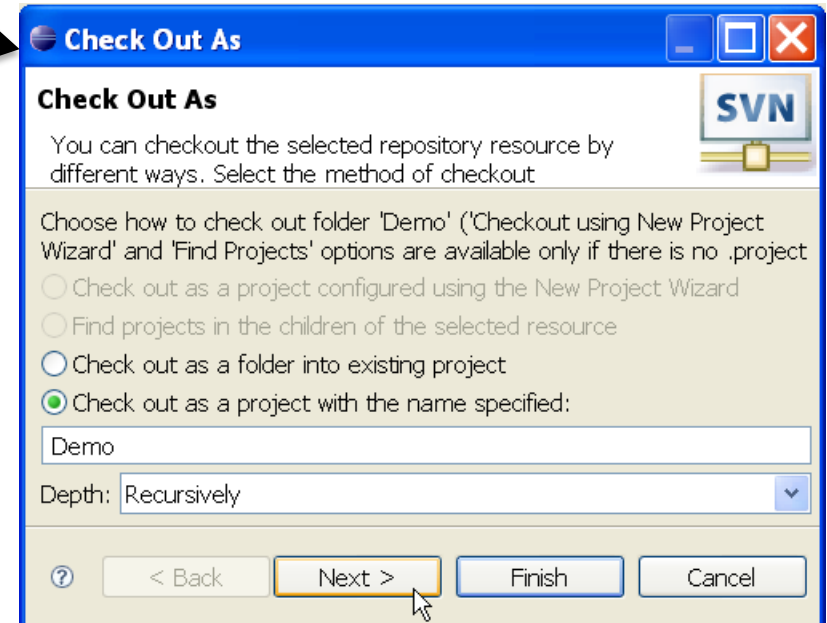 Check Out As
Check Out As
SVN
You can checkout the selected repository resource by
different ways. Select the method of checkout
Choose how to check out folder 'Demo' ('Checkout using New Project
Wizard' and 'Find Projects' options are available only if there is no .project
Check out as a project configured using the New Project Wizard
Find projects in the children of the selected resource
Check out as a folder into existing project
Check out as a project with the name specified:
Demo
Depth: Recursively
? < Back Next > Finish Cancel